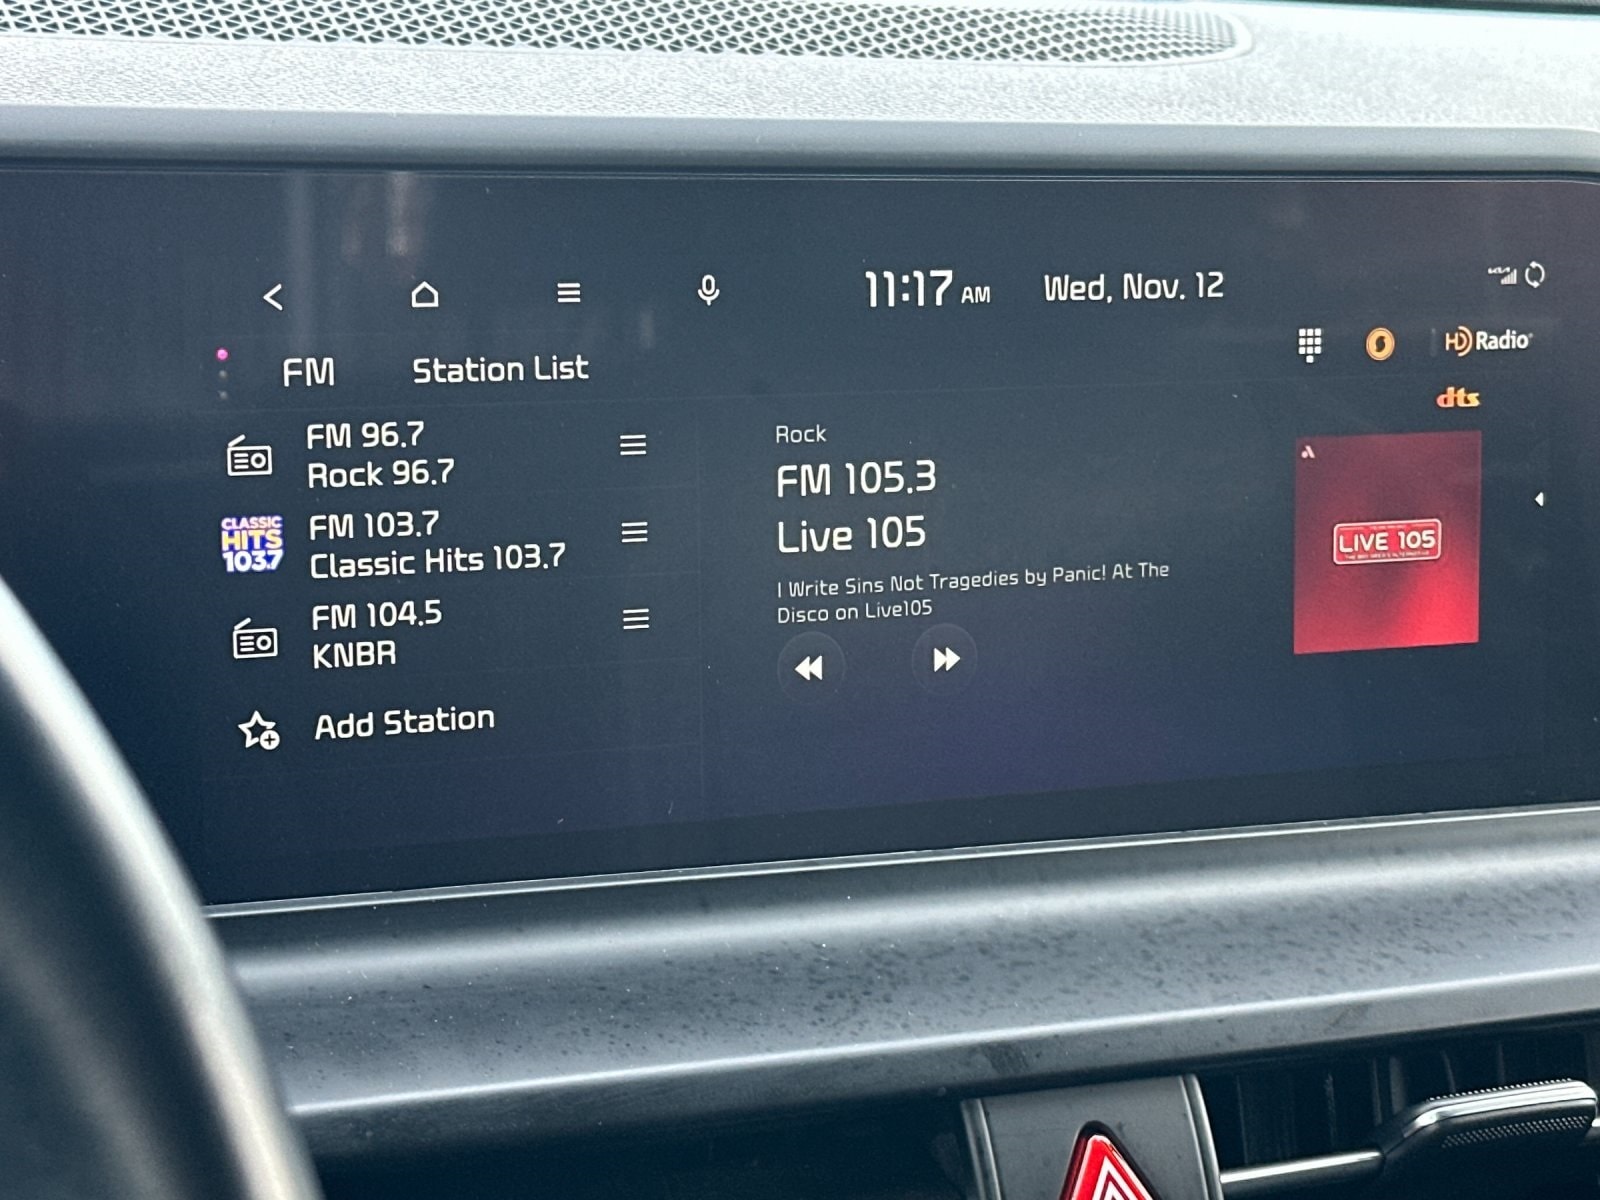 11:17 AM
Wed, Nov. 12
FM
Station List
HD Radio
dts
FM 96.7
Rock 96.7
CLASSIC
HITS
103.7
FM 103.7
Classic Hits 103.7
FM 104.5
KNBR
Add Station
Rock
FM 105.3
Live 105
I Write Sins Not Tragedies by Panic! At The
Disco on Live105
LIVE 105